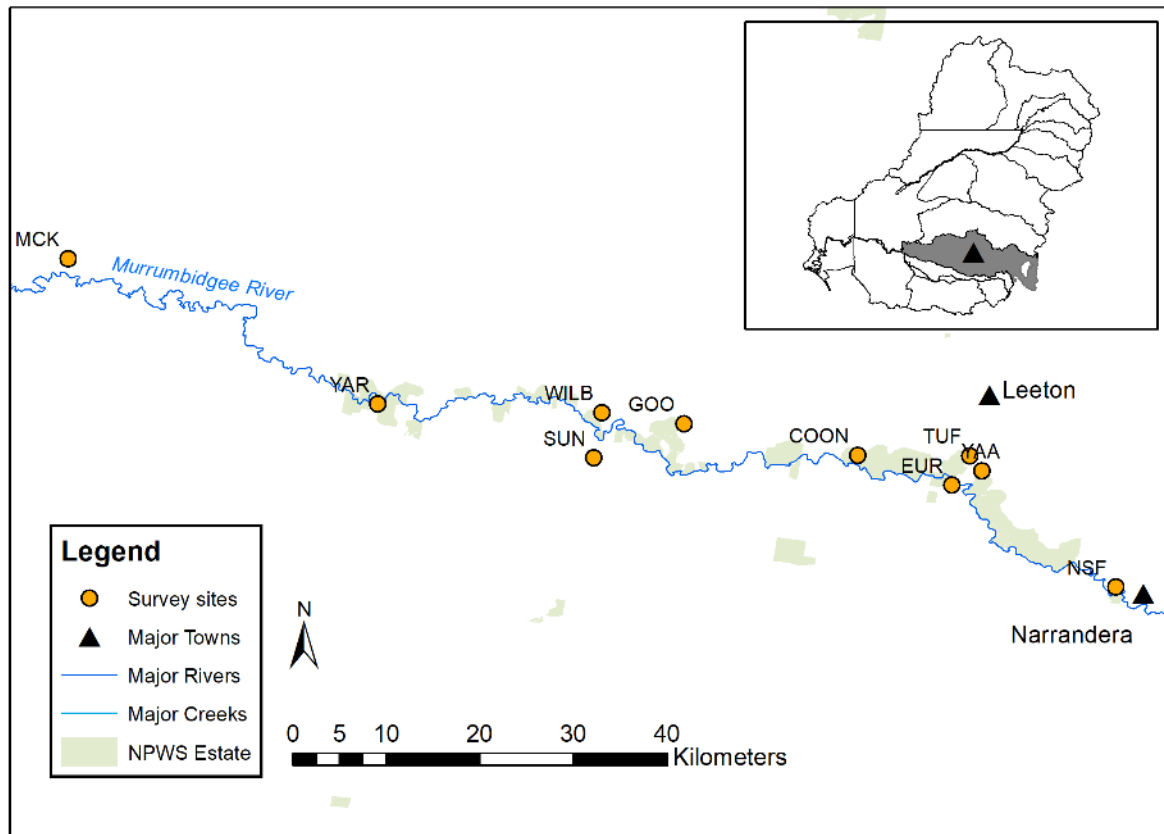 MCK
Murrumbidgee River
YAR
WILB
GOO
SUN
COON
TUF
YAA
EUR
Leeton
NSF
Narrandera
Legend
Survey sites
Major Towns
Major Rivers
Major Creeks
NPWS Estate
N
0 5 10 20 30 40
Kilometers